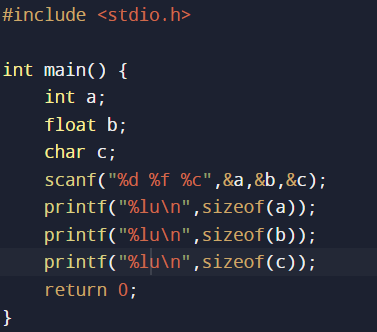 #include <stdio.h>

int main() {
    int a;
    float b;
    char c;
    scanf("%d %f %c",&a,&b,&c);
    printf("%lu\n",sizeof(a));
    printf("%lu\n",sizeof(b));
    printf("%lu\n",sizeof(c));
    return 0;
}